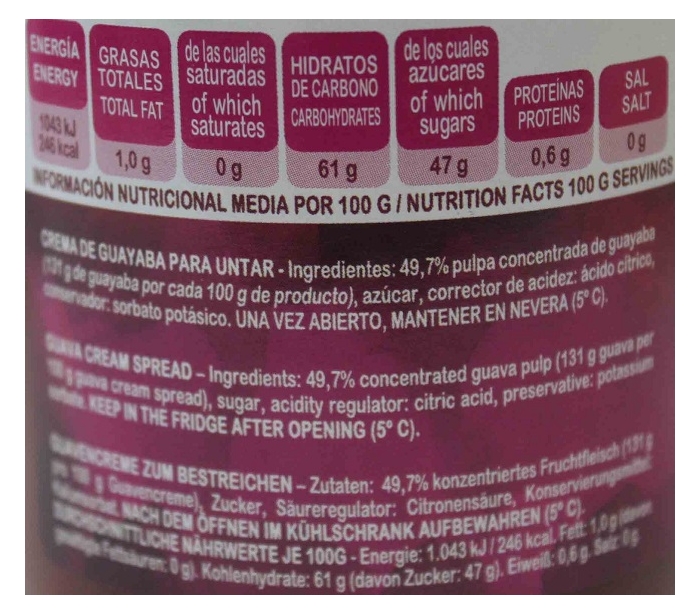 ENERGÍA
ENERGY
1043 kJ
246 kcal
GRASAS
TOTALES
TOTAL FAT
1,0 g
de las cuales
saturadas
of which
saturates
0 g
HIDRATOS
DE CARBONO
CARBOHYDRATES
61 g
de los cuales
azúcares
of which
sugars
47 g
PROTEÍNAS
PROTEINS
0,6 g
SAL
SALT
0 g
INFORMACIÓN NUTRICIONAL MEDIA POR 100 G / NUTRITION FACTS 100 G SERVINGS
CREMA DE GUAYABA PARA UNTAR - Ingredientes: 49,7% pulpa concentrada de guayaba
(131 g de guayaba por cada 100 g de producto), azúcar, corrector de acidez: ácido cítrico,
conservador: sorbato potásico. UNA VEZ ABIERTO, MANTENER EN NEVERA (5º C).
GUAVA CREAM SPREAD – Ingredients: 49,7% concentrated guava pulp (131 g guava per
100 g guava cream spread), sugar, acidity regulator: citric acid, preservative: potassium
KEEP IN THE FRIDGE AFTER OPENING (5º C).
GUAVENCREME ZUM BESTREICHEN – Zutaten: 49,7% konzentriertes Fruchtfleisch (131 g
pro 100 g Guavencreme), Zucker, Säureregulator: Citronensäure, Konservierungsmittel:
NACH DEM ÖFFNEN IM KÜHLSCHRANK AUFBEWAHREN (5º C).
DURCHSCHNITTLICHE NÄHRWERTE JE 100G - Energie: 1.043 kJ / 246 kcal. Fett: 1,0 g (davon
Fettsäuren: 0 g). Kohlenhydrate: 61 g (davon Zucker: 47 g). Eiweiß: 0,6 g. Salz: 0g